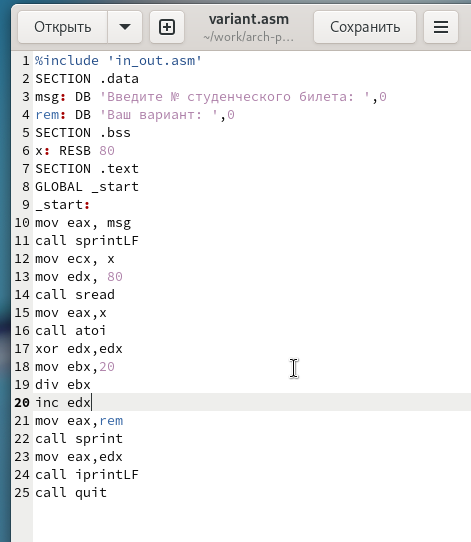 Открыть
variant.asm
~/work/arch-p...
Сохранить
1 %include 'in_out.asm'
2 SECTION .data
3 msg: DB 'Введите № студенческого билета: ',0
4 rem: DB 'Ваш вариант: ',0
5 SECTION .bss
6 x: RESB 80
7 SECTION .text
8 GLOBAL _start
9 _start:
10 mov eax, msg
11 call sprintLF
12 mov ecx, x
13 mov edx, 80
14 call sread
15 mov eax,x
16 call atoi
17 xor edx,edx
18 mov ebx,20
19 div ebx
20 inc edx
21 mov eax,rem
22 call sprint
23 mov eax,edx
24 call iprintLF
25 call quit